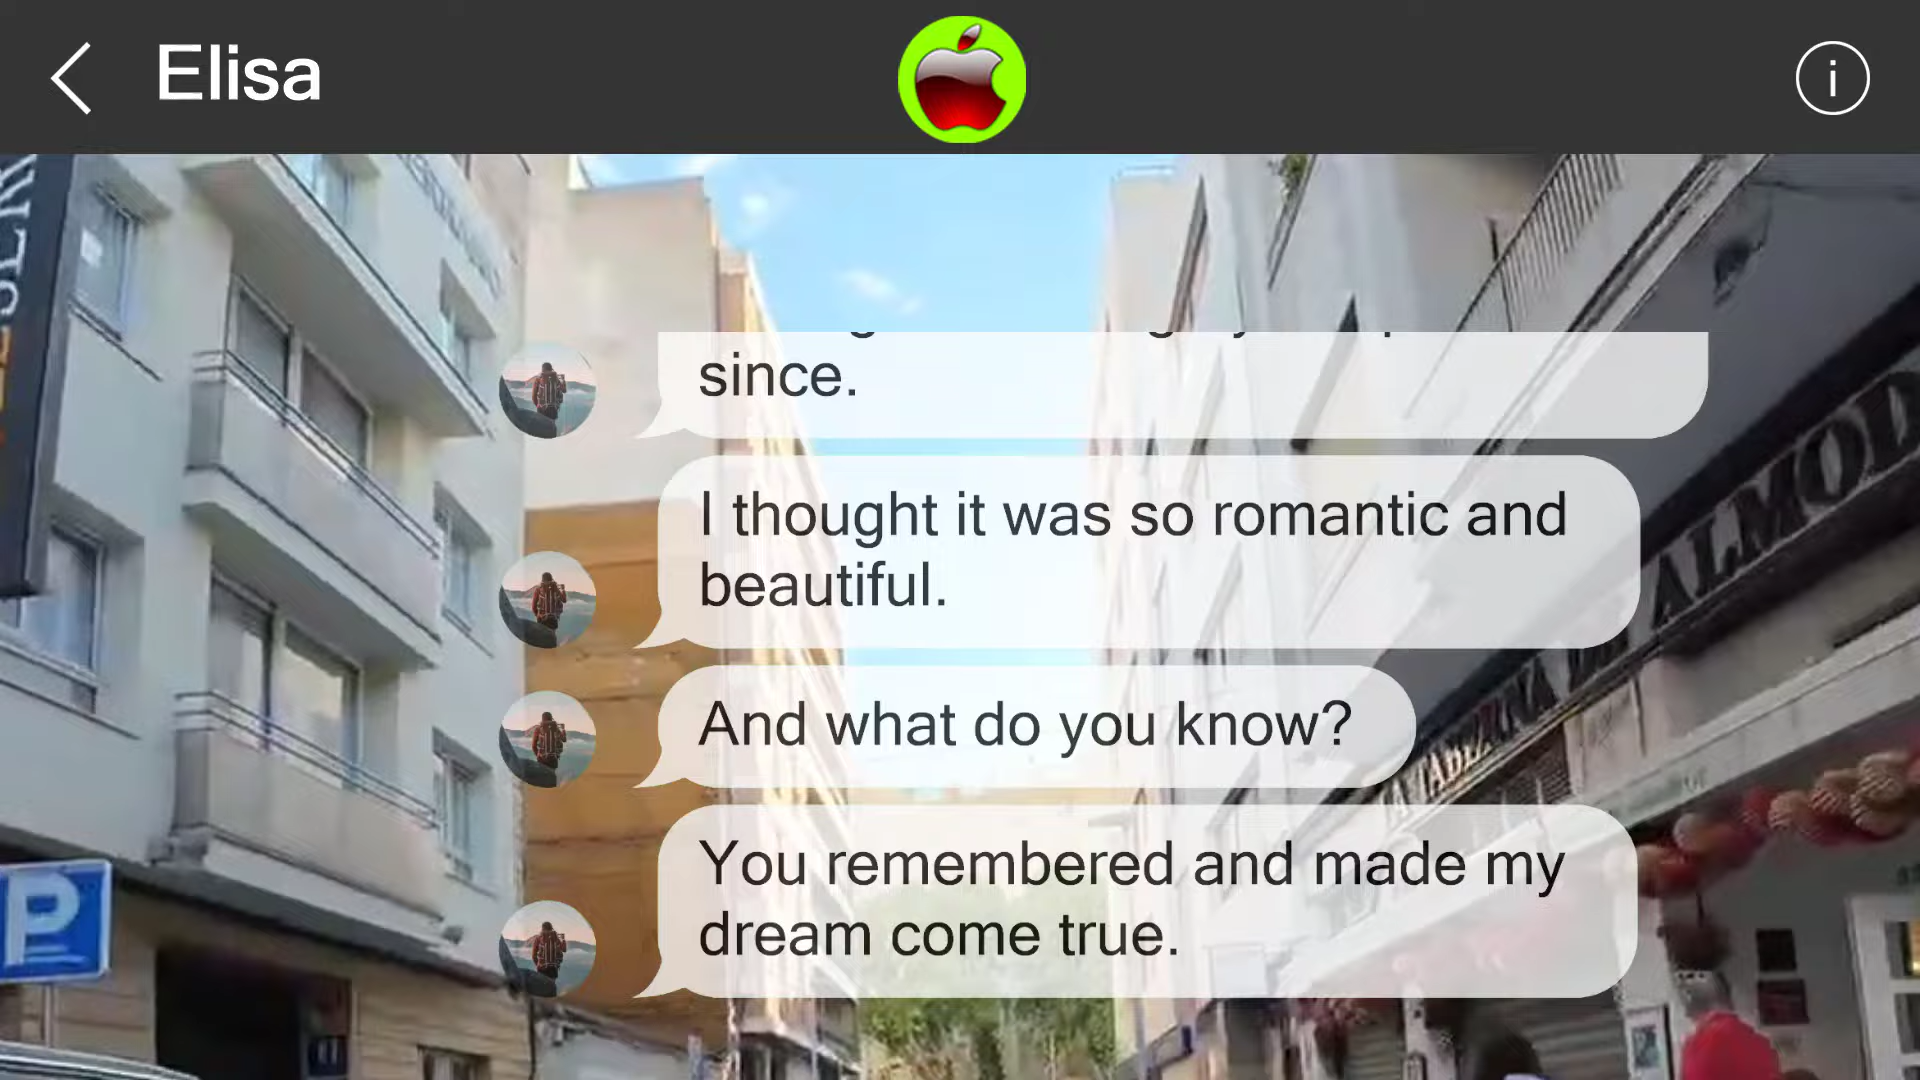 Elisa
i
since.
I thought it was so romantic and
beautiful.
And what do you know?
You remembered and made my
dream come true.
P
ALMOD